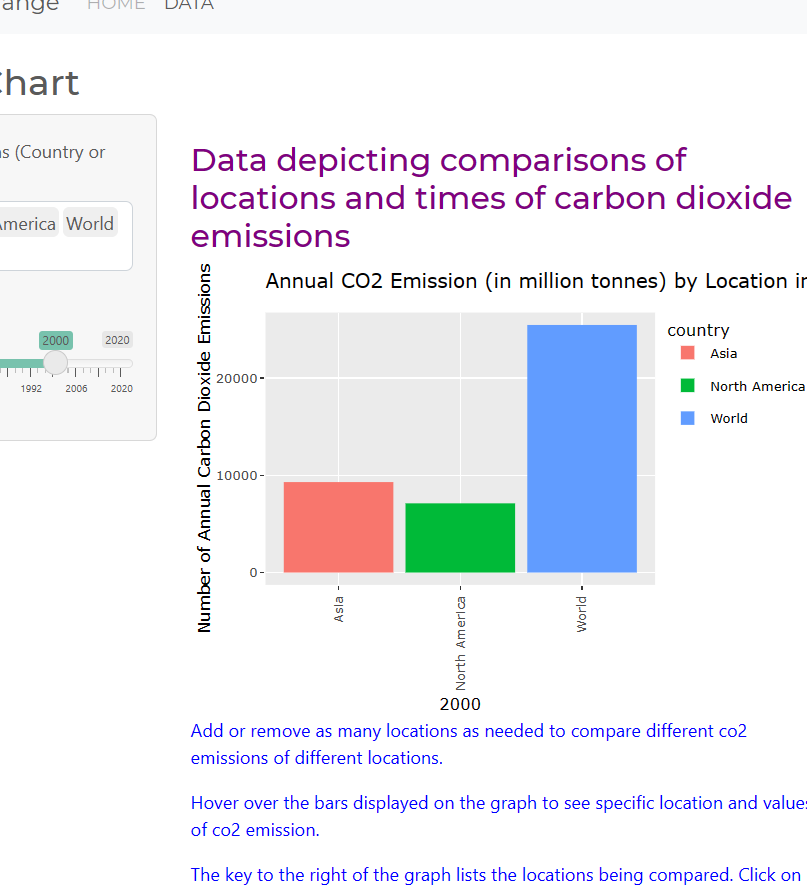 HOME DATA
Chart
(Country or
America World
2000 2020
1992 2006 2020
Data depicting comparisons of
locations and times of carbon dioxide
emissions
Annual CO2 Emission (in million tonnes) by Location in
Number of Annual Carbon Dioxide Emissions
20000
10000
0
Asia
North America
World
2000
country
Asia
North America
World
Add or remove as many locations as needed to compare different co2
emissions of different locations.
Hover over the bars displayed on the graph to see specific location and values
of co2 emission.
The key to the right of the graph lists the locations being compared. Click on